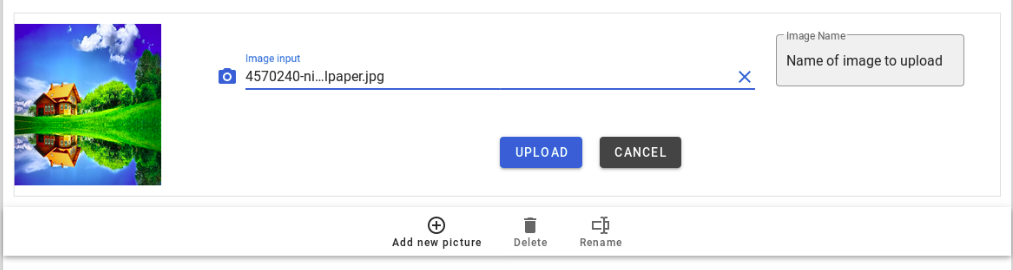 Image input
4570240-ni...lpaper.jpg
Image Name
Name of image to upload
UPLOAD
CANCEL
Add new picture
Delete
Rename